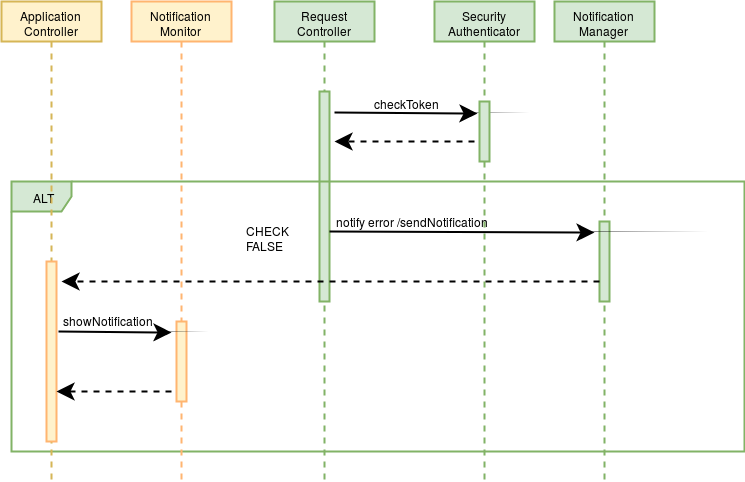 Application
Controller
Notification
Monitor
Request
Controller
Security
Authenticator
Notification
Manager
checkToken
ALT
notify error /sendNotification
CHECK
FALSE
showNotification